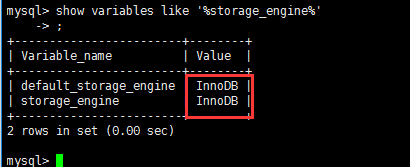 mysql> show variables like '%storage_engine%'
    -> ;
+------------------------+--------+
| Variable_name          | Value  |
+------------------------+--------+
| default_storage_engine | InnoDB |
| storage_engine         | InnoDB |
+------------------------+--------+
2 rows in set (0.00 sec)
mysql>